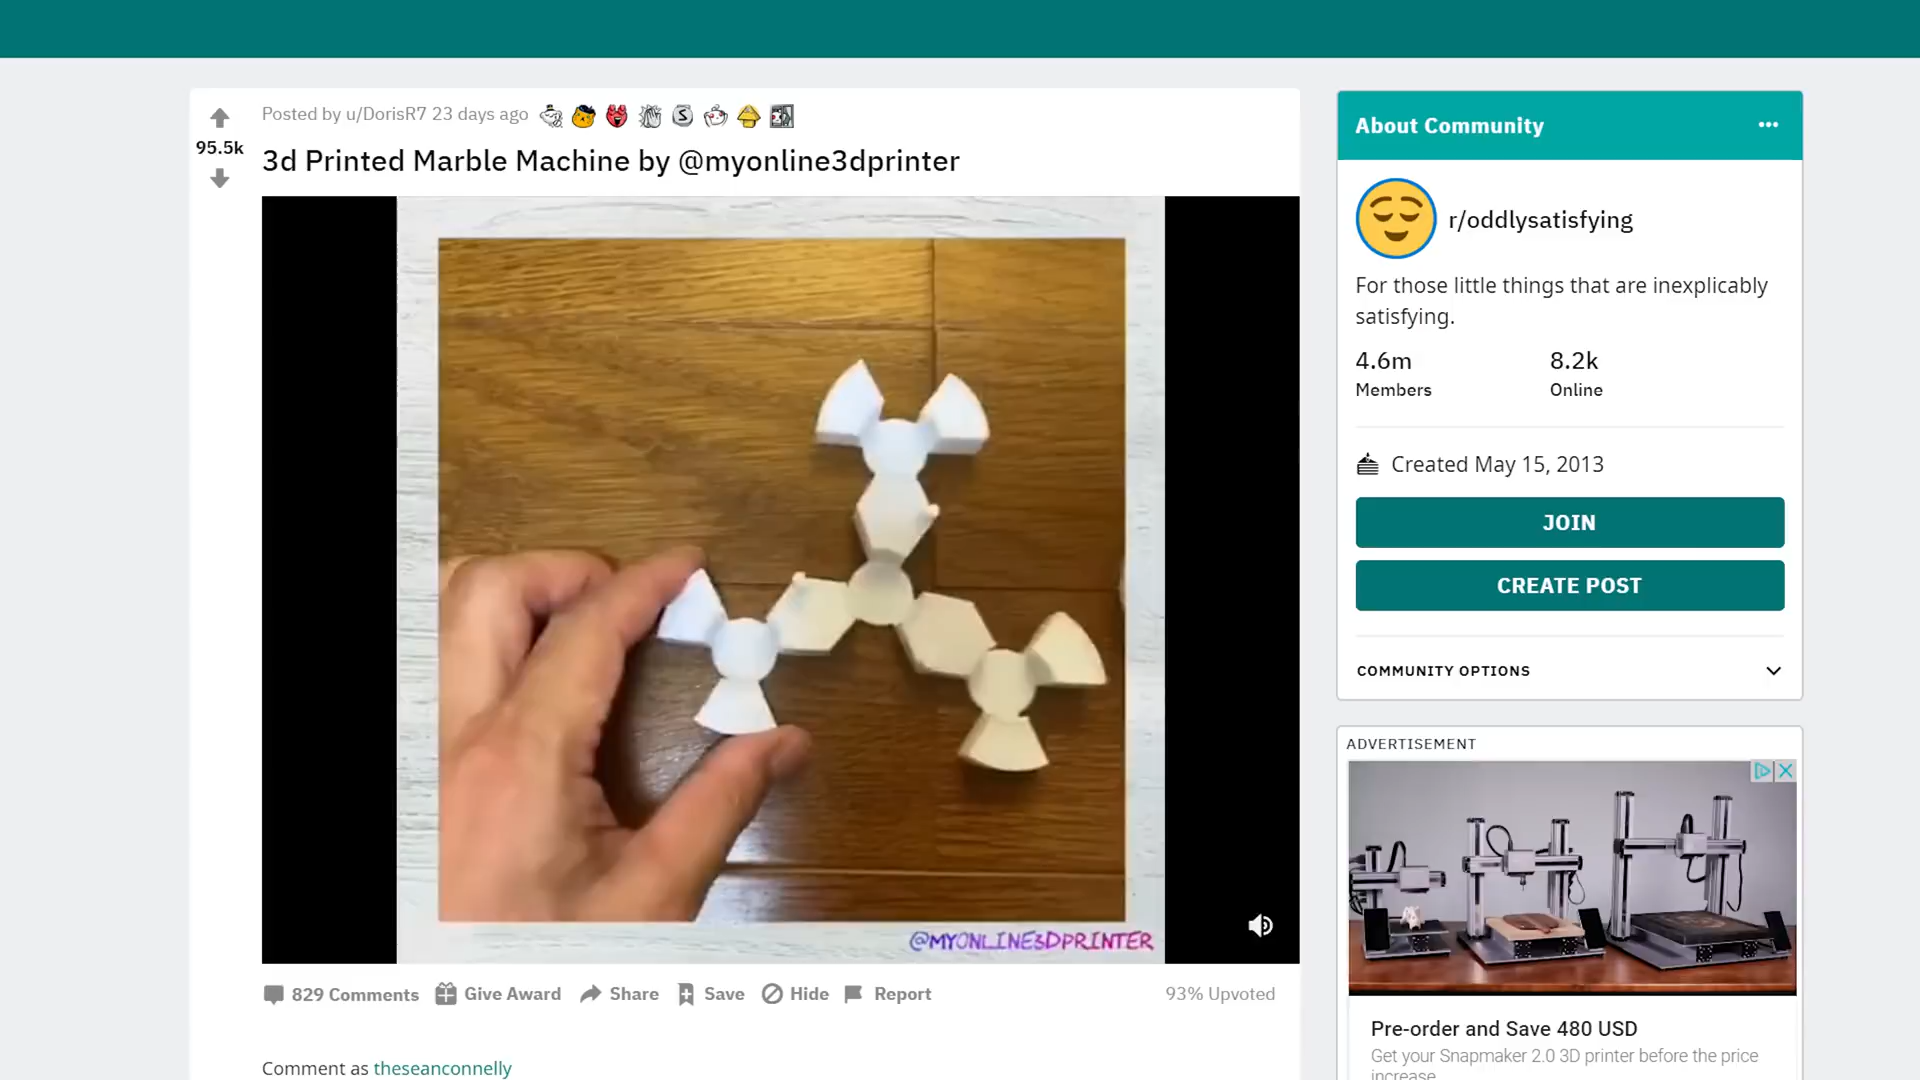 Posted by u/DorisR7 23 days ago
95.5k
3d Printed Marble Machine by @myonline3dprinter
@MYONLINE3DPRINTER
829 Comments Give Award Share Save Hide Report 93% Upvoted
Comment as theseanconnelly
About Community
r/oddlysatisfying
For those little things that are inexplicably
satisfying.
4.6m 8.2k
Members Online
Created May 15, 2013
JOIN
CREATE POST
COMMUNITY OPTIONS
ADVERTISEMENT
Pre-order and Save 480 USD
Get your Snapmaker 2.0 3D printer before the price
increase